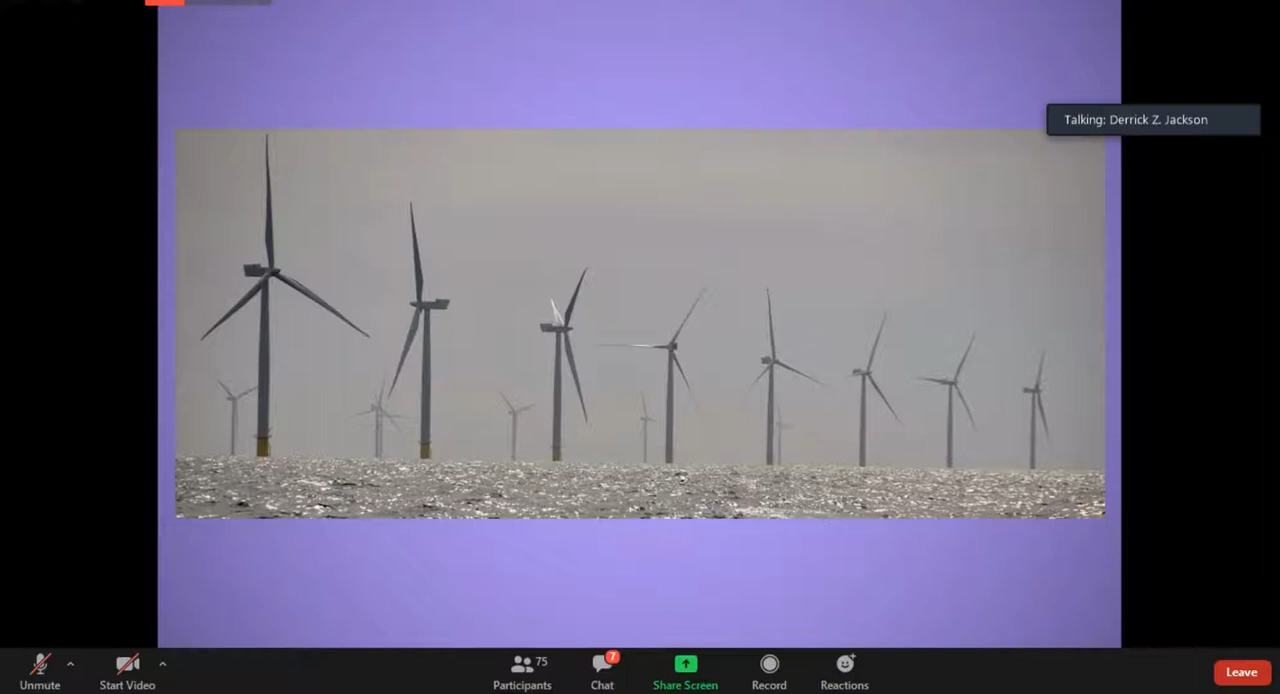 Talking: Derrick Z. Jackson
75
7
Unmute
Start Video
Participants
Chat
Share Screen
Record
Reactions
Leave